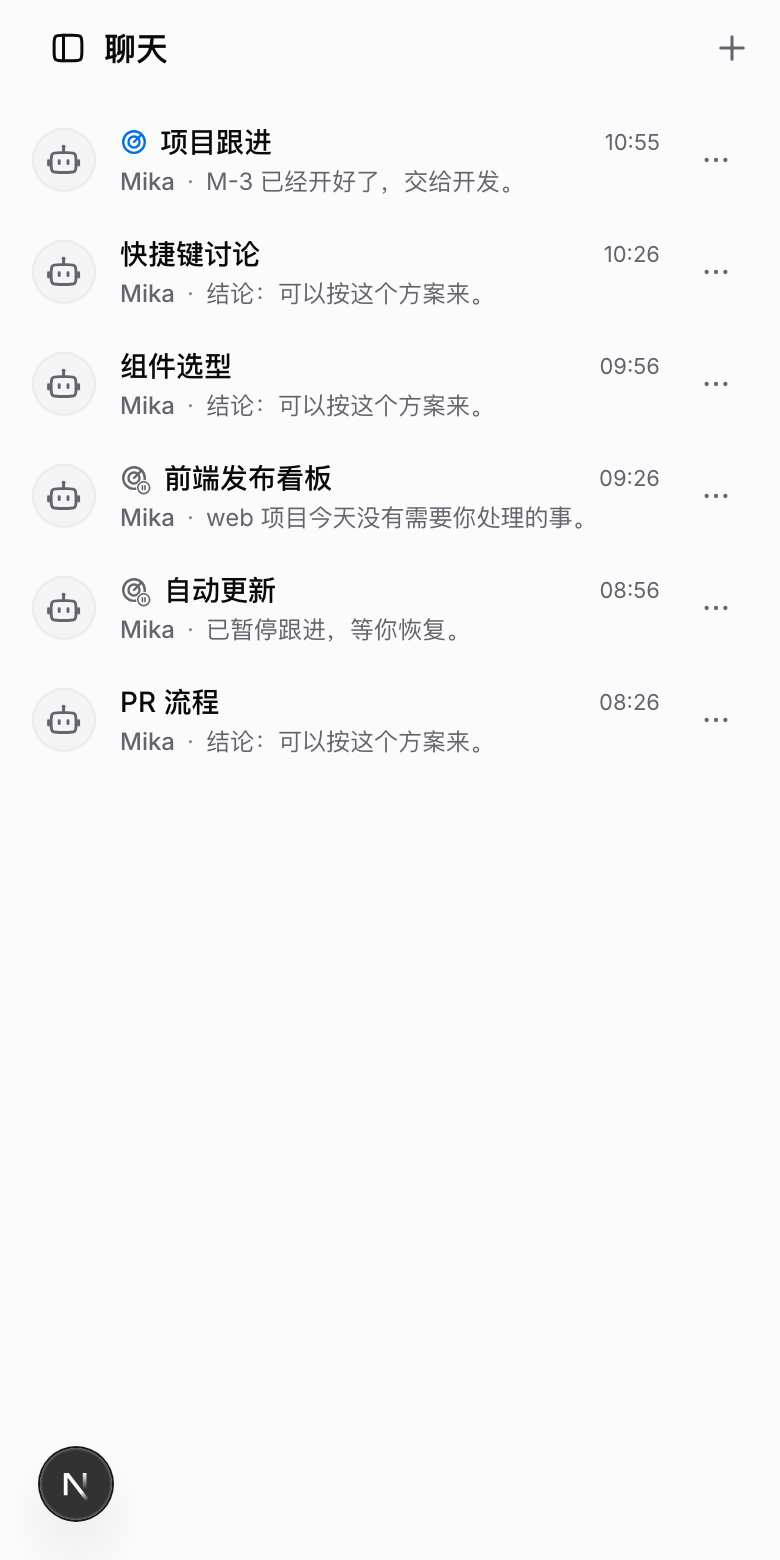 聊天
项目跟进 10:55
Mika · M-3 已经开好了，交给开发。
快捷键讨论 10:26
Mika · 结论：可以按这个方案来。
组件选型 09:56
Mika · 结论：可以按这个方案来。
前端发布看板 09:26
Mika · web 项目今天没有需要你处理的事。
自动更新 08:56
Mika · 已暂停跟进，等你恢复。
PR 流程 08:26
Mika · 结论：可以按这个方案来。
N